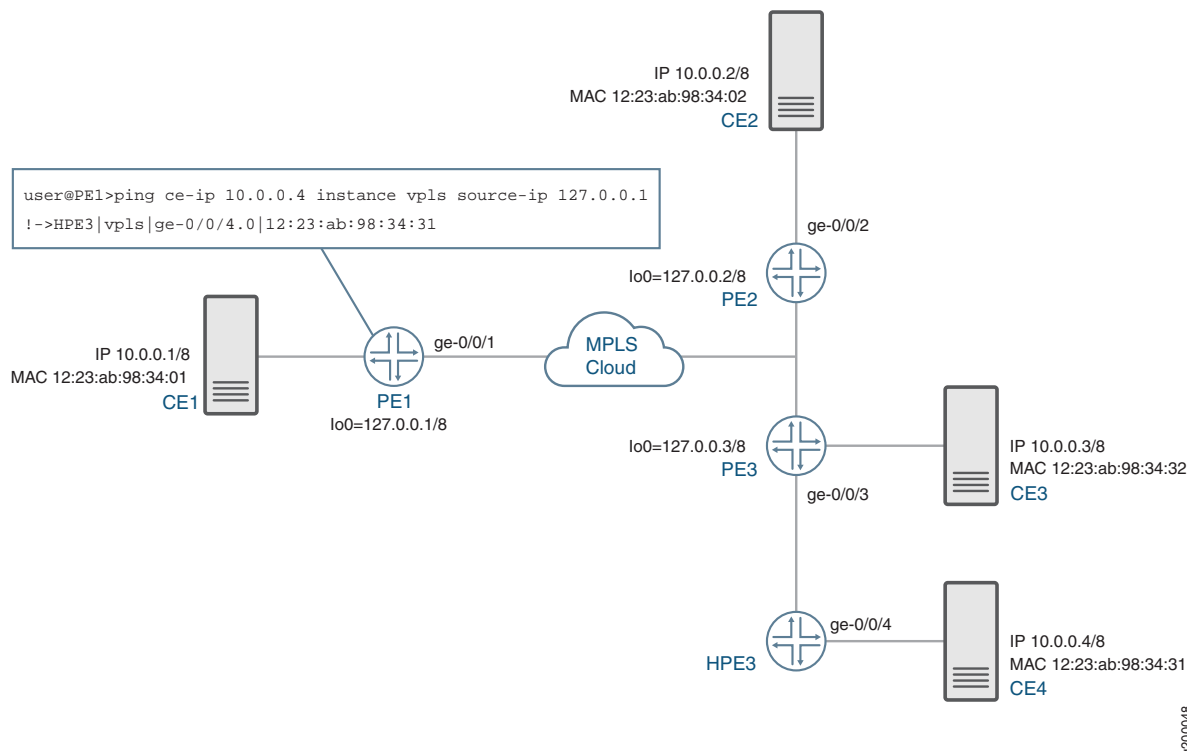 IP 10.0.0.2/8
MAC 12:23:ab:98:34:02
CE2
user@PE1>ping ce-ip 10.0.0.4 instance vpls source-ip 127.0.0.1
!->HPE3|vpls|ge-0/0/4.0|12:23:ab:98:34:31
ge-0/0/2
lo0=127.0.0.2/8
PE2
IP 10.0.0.1/8
MAC 12:23:ab:98:34:01
CE1
ge-0/0/1
PE1
lo0=127.0.0.1/8
MPLS
Cloud
lo0=127.0.0.3/8
PE3
ge-0/0/3
IP 10.0.0.3/8
MAC 12:23:ab:98:34:32
CE3
ge-0/0/4
HPE3
IP 10.0.0.4/8
MAC 12:23:ab:98:34:31
CE4